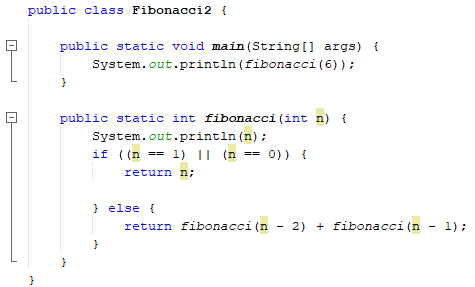 public class Fibonacci2 {
public static void main(String[] args) {
System.out.println(fibonacci(6));
}
public static int fibonacci(int n) {
System.out.println(n);
if ((n == 1) || (n == 0)) {
return n;
} else {
return fibonacci(n - 2) + fibonacci(n - 1);
}
}
}